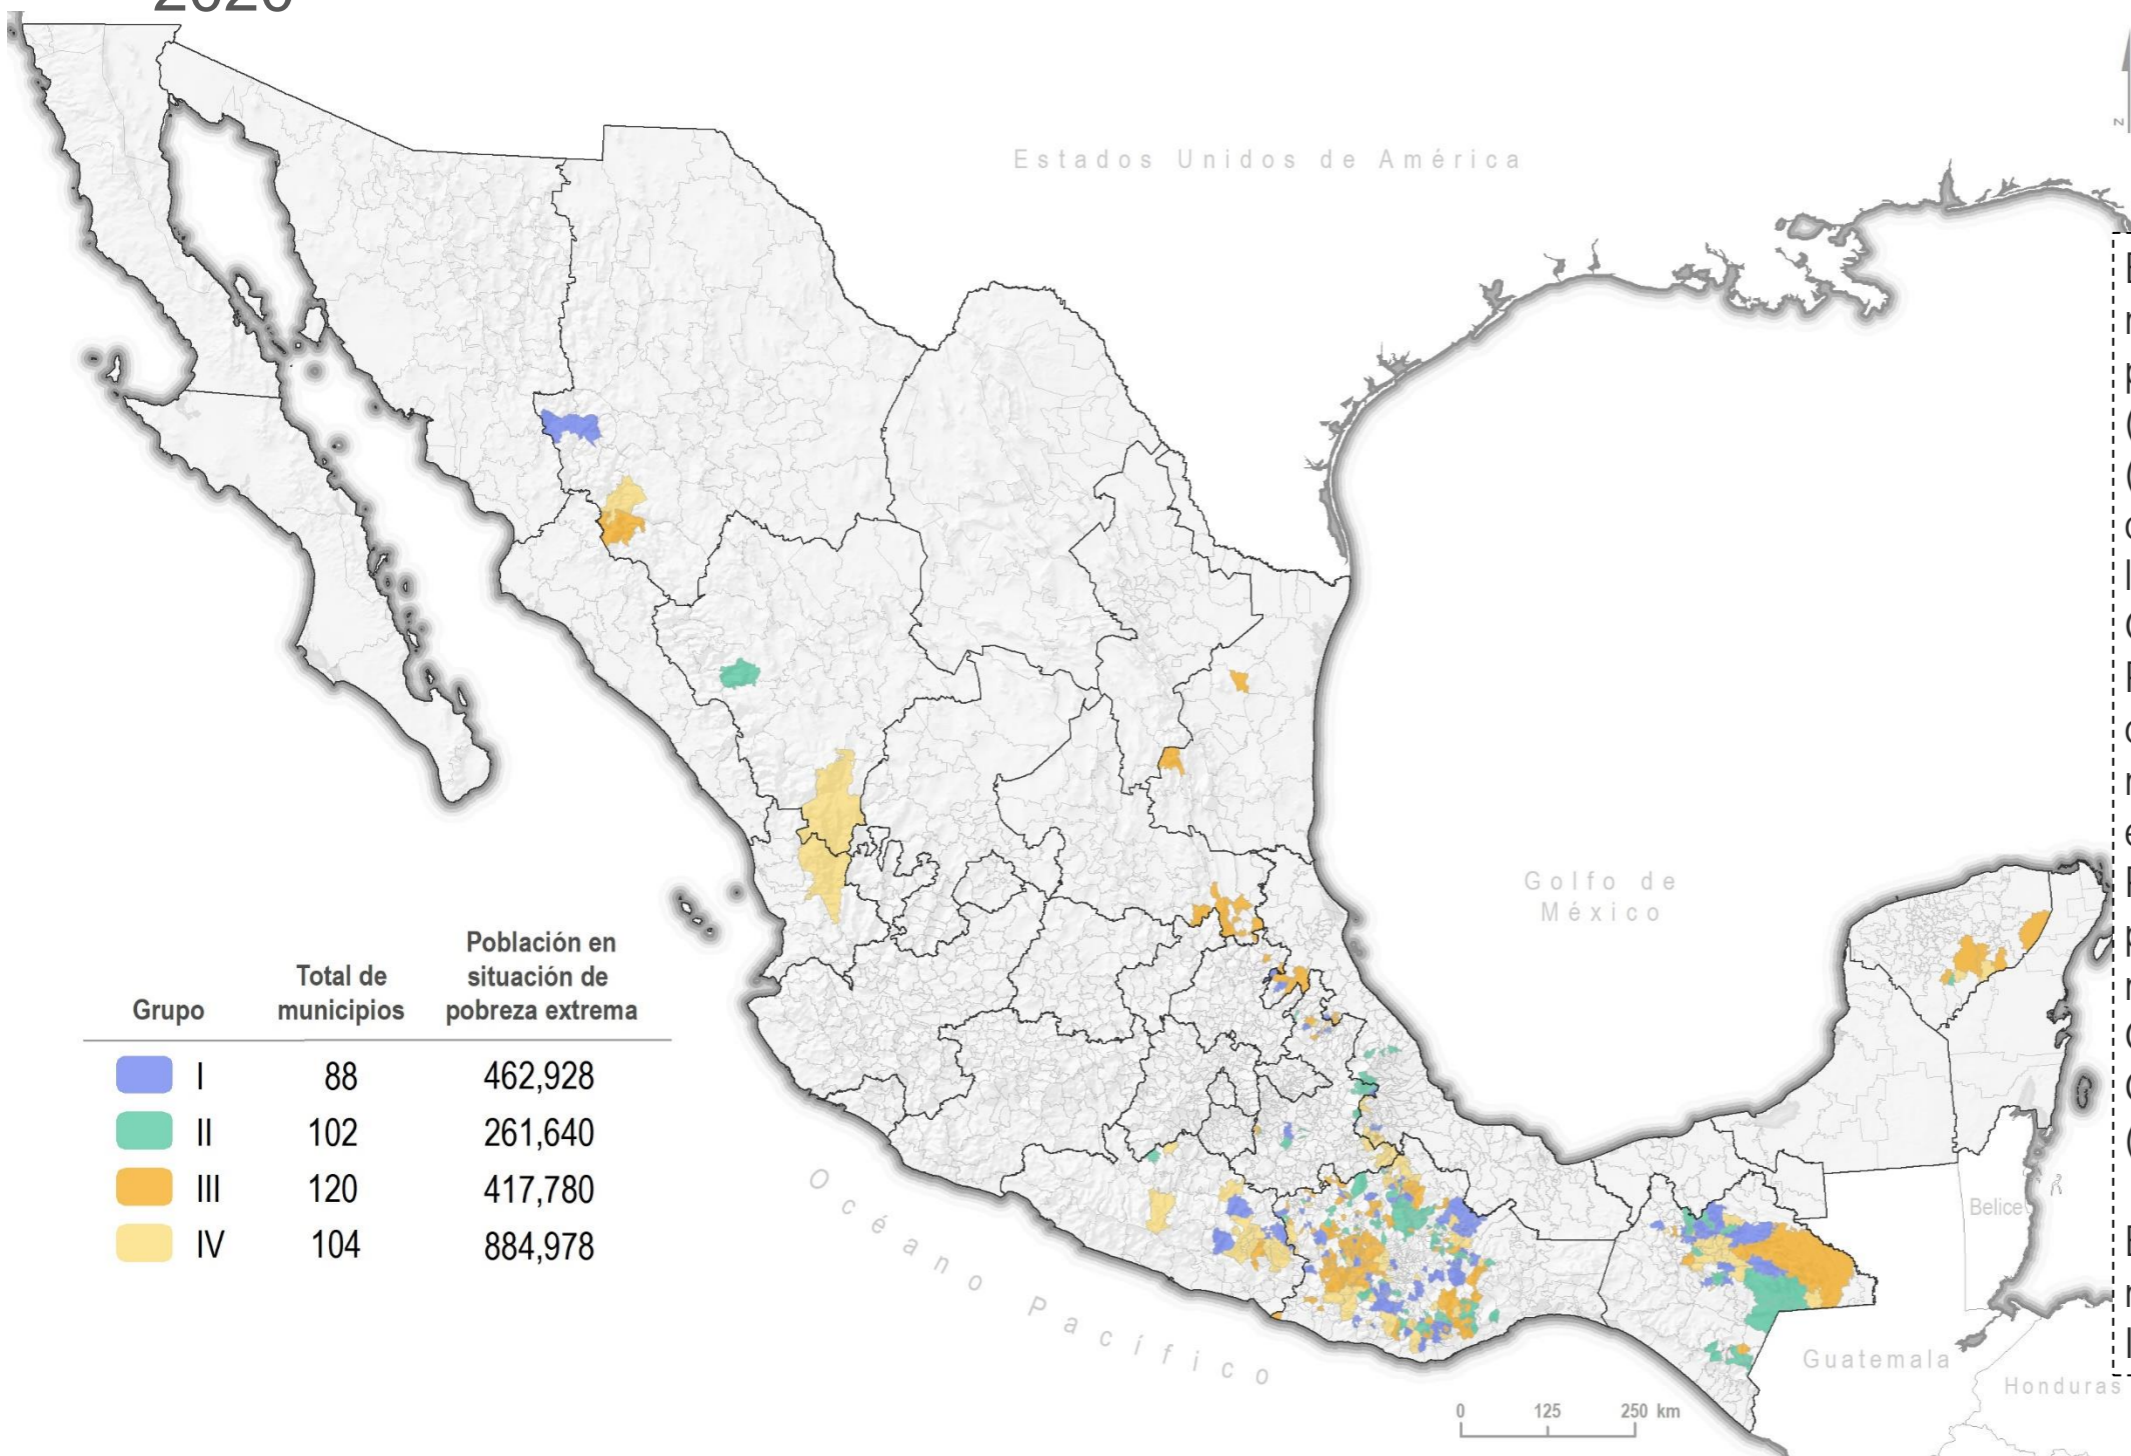 2020
Estados Unidos de América
N
Golfo de
México
Grupo
Total de
municipios
Población en
situación de
pobreza extrema
I 88 462,928
II 102 261,640
III 120 417,780
IV 104 884,978
Océano Pacífico
Belice
Guatemala
Honduras
0 125 250 km